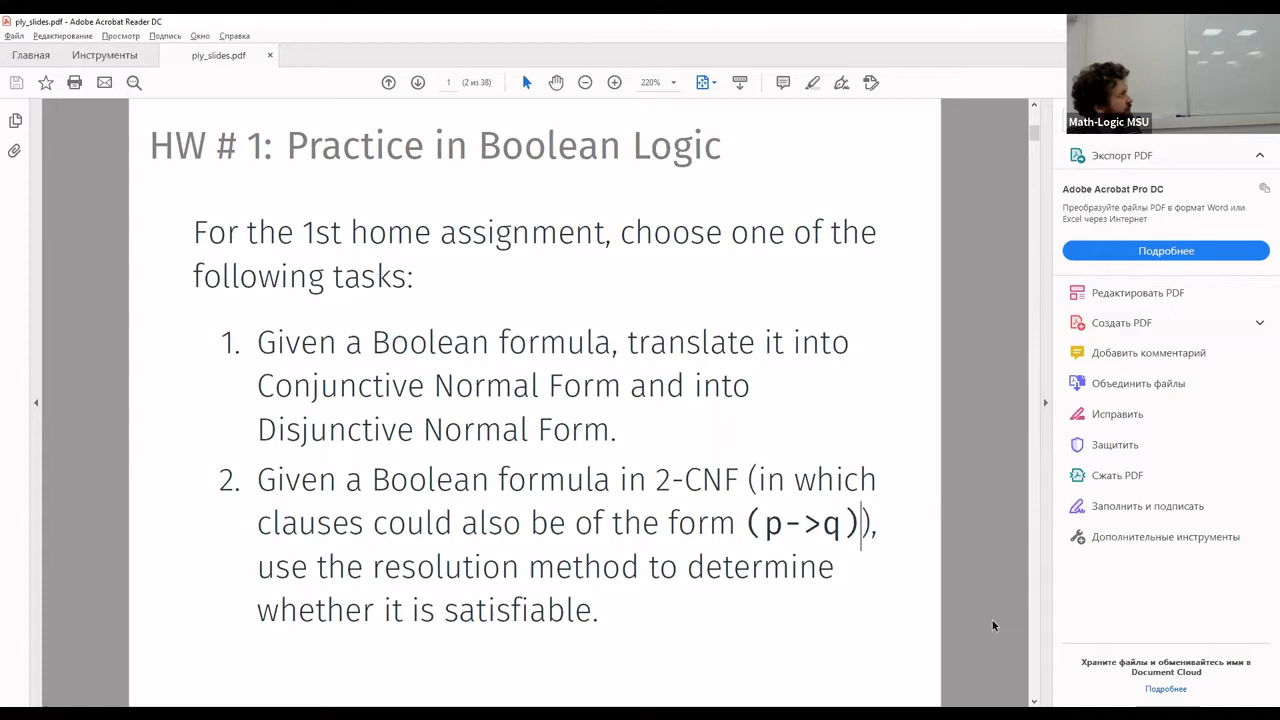 ply_slides.pdf - Adobe Acrobat Reader DC
Файл Редактирование Просмотр Подпись Окно Справка
Главная Инструменты ply_slides.pdf ×
1 (2 из 38) 220%
HW # 1: Practice in Boolean Logic
For the 1st home assignment, choose one of the
following tasks:
1. Given a Boolean formula, translate it into
Conjunctive Normal Form and into
Disjunctive Normal Form.
2. Given a Boolean formula in 2-CNF (in which
clauses could also be of the form (p->q)),
use the resolution method to determine
whether it is satisfiable.
Math-Logic MSU
Экспорт PDF
Adobe Acrobat Pro DC
Преобразуйте файлы PDF в формат Word или
Excel через Интернет
Подробнее
Редактировать PDF
Создать PDF
Добавить комментарий
Объединить файлы
Исправить
Защитить
Сжать PDF
Заполнить и подписать
Дополнительные инструменты
Храните файлы и обменивайтесь ими в
Document Cloud
Подробнее